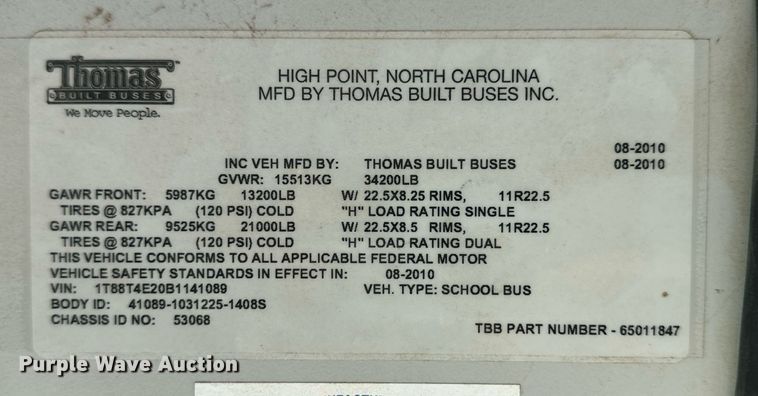 Thomas
BUILT BUSES
We Move People.
HIGH POINT, NORTH CAROLINA
MFD BY THOMAS BUILT BUSES INC.
08-2010
INC VEH MFD BY: THOMAS BUILT BUSES 08-2010
GVWR: 15513KG 34200LB
GAWR FRONT: 5987KG 13200LB W/ 22.5X8.25 RIMS, 11R22.5
TIRES @ 827KPA (120 PSI) COLD "H" LOAD RATING SINGLE
GAWR REAR: 9525KG 21000LB W/ 22.5X8.5 RIMS, 11R22.5
TIRES @ 827KPA (120 PSI) COLD "H" LOAD RATING DUAL
THIS VEHICLE CONFORMS TO ALL APPLICABLE FEDERAL MOTOR
VEHICLE SAFETY STANDARDS IN EFFECT IN: 08-2010
VIN: 1T88T4E20B1141089 VEH. TYPE: SCHOOL BUS
BODY ID: 41089-1031225-1408S
CHASSIS ID NO: 53068
TBB PART NUMBER - 65011847
Purple Wave Auction